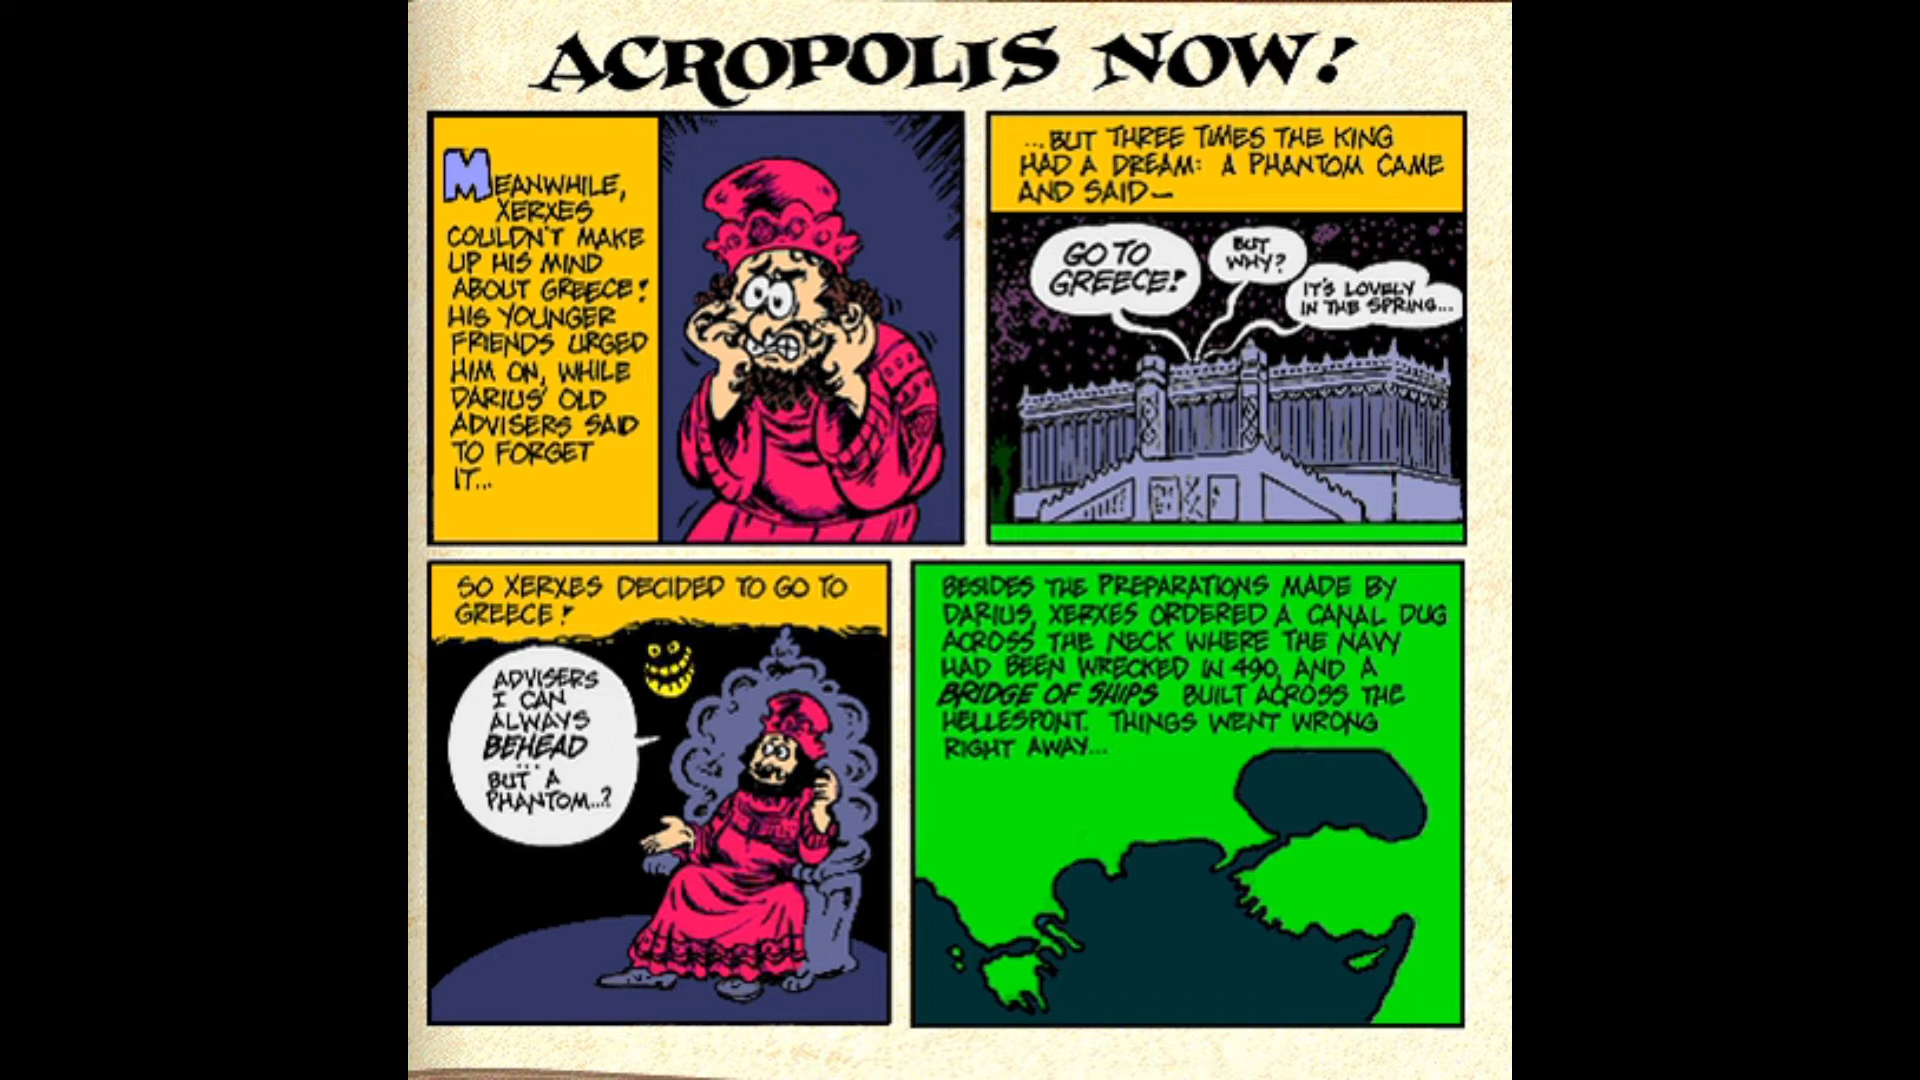 ACROPOLIS NOW!
MEANWHILE,
XERXES
COULDN'T MAKE
UP HIS MIND
ABOUT GREECE!
HIS YOUNGER
FRIENDS URGED
HIM ON, WHILE
DARIUS' OLD
ADVISERS SAID
TO FORGET
IT...
...BUT THREE TIMES THE KING
HAD A DREAM: A PHANTOM CAME
AND SAID—
GO TO
GREECE!
BUT
WHY?
IT'S LOVELY
IN THE SPRING...
SO XERXES DECIDED TO GO TO
GREECE!
ADVISERS
I CAN
ALWAYS
BEHEAD
...
BUT A
PHANTOM...?
BESIDES THE PREPARATIONS MADE BY
DARIUS, XERXES ORDERED A CANAL DUG
ACROSS THE NECK WHERE THE NAVY
HAD BEEN WRECKED IN 490, AND A
BRIDGE OF SHIPS BUILT ACROSS THE
HELLESPONT. THINGS WENT WRONG
RIGHT AWAY...